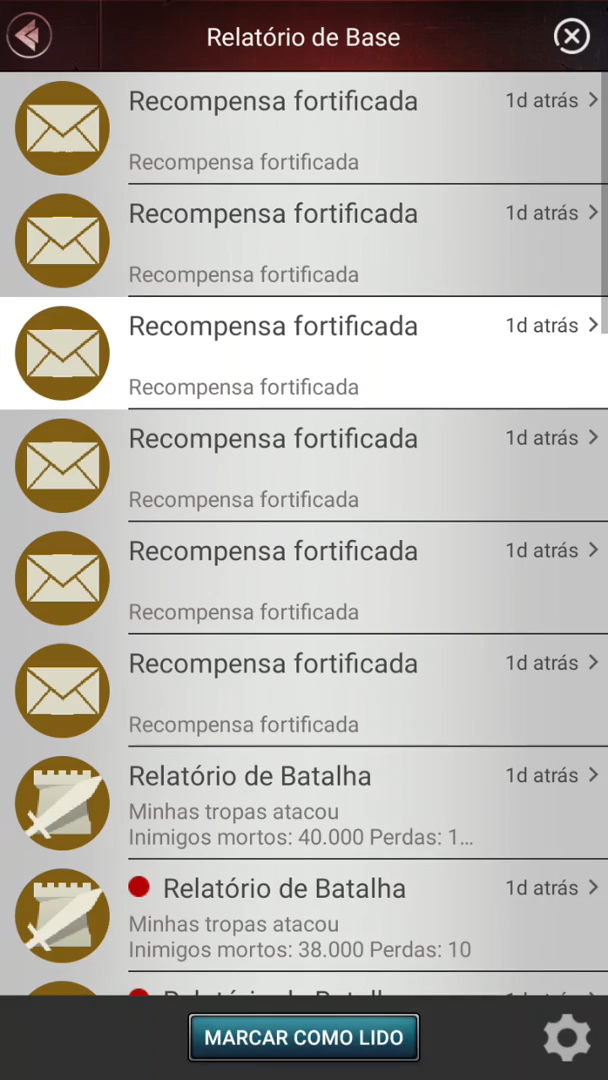 Relatório de Base
Recompensa fortificada
1d atrás
Recompensa fortificada
Recompensa fortificada
1d atrás
Recompensa fortificada
Recompensa fortificada
1d atrás
Recompensa fortificada
Recompensa fortificada
1d atrás
Recompensa fortificada
Recompensa fortificada
1d atrás
Recompensa fortificada
Recompensa fortificada
1d atrás
Recompensa fortificada
Relatório de Batalha
1d atrás
Minhas tropas atacou
Inimigos mortos: 40.000 Perdas: 1...
Relatório de Batalha
1d atrás
Minhas tropas atacou
Inimigos mortos: 38.000 Perdas: 10
MARCAR COMO LIDO